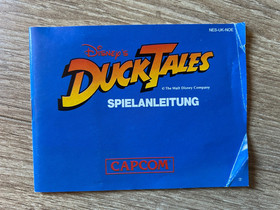 NES-UK-NOE
Disney's
DUCKTALES
© The Walt Disney Company
SPIELANLEITUNG
CAPCOM